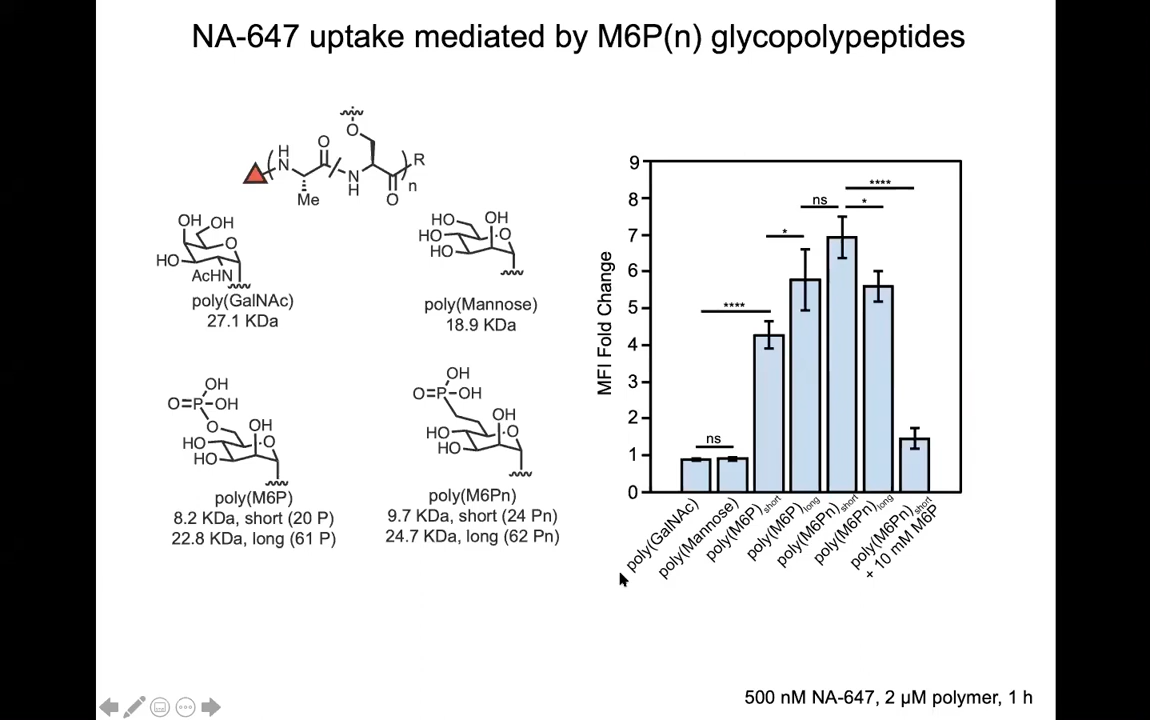 NA-647 uptake mediated by M6P(n) glycopolypeptides
O
H
N
O
O
R
N
H
O
n
Me
OH
OH
O
HO
AcHN
poly(GalNAc)
27.1 KDa
HO
OH
HO
O
HO
poly(Mannose)
18.9 KDa
OH
O=P-OH
O
OH
HO
O
HO
poly(M6P)
8.2 KDa, short (20 P)
22.8 KDa, long (61 P)
OH
O=P-OH
OH
HO
O
HO
poly(M6Pn)
9.7 KDa, short (24 Pn)
24.7 KDa, long (62 Pn)
MFI Fold Change
9
8
7
6
5
4
3
2
1
0
ns
****
*
ns
*
****
poly(GalNAc)
poly(Mannose)
poly(M6P)short
poly(M6P)long
poly(M6Pn)short
poly(M6Pn)long
poly(M6Pn)short
+ 10 mM M6P
500 nM NA-647, 2 µM polymer, 1 h